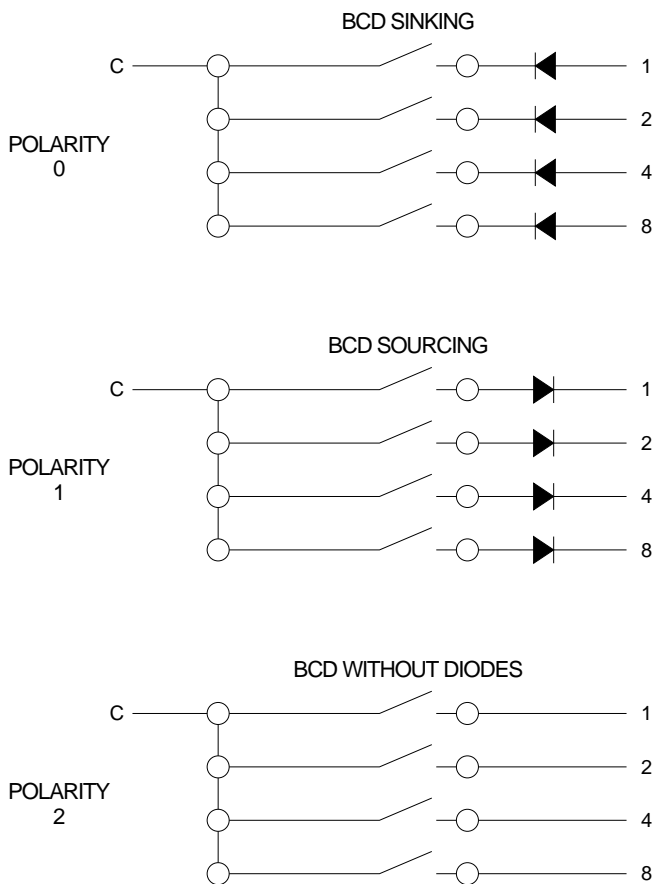 BCD SINKING
C 1
2
POLARITY
0
4
8
BCD SOURCING
C 1
2
POLARITY
1
4
8
BCD WITHOUT DIODES
C 1
2
POLARITY
2
4
8